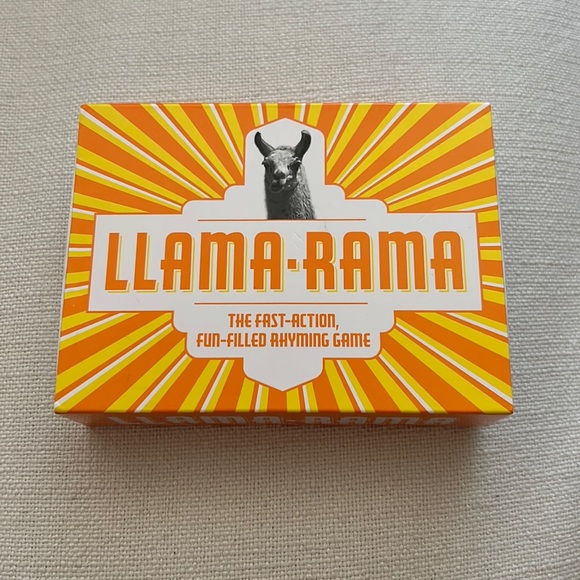 LLAMA-RAMA
THE FAST-ACTION,
FUN-FILLED RHYMING GAME
LLAMA-RAMA